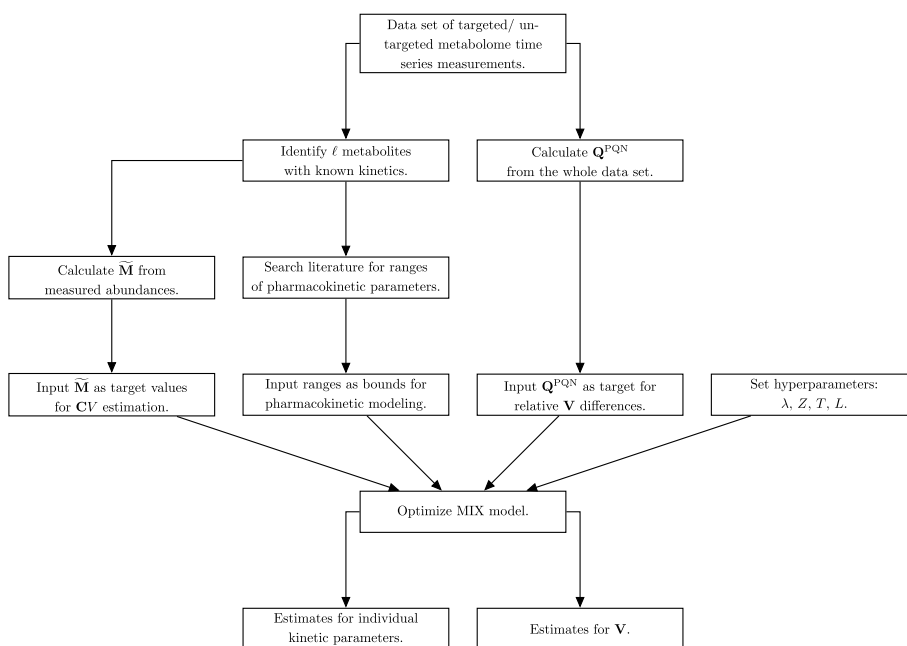 Data set of targeted/ un-
targeted metabolome time
series measurements.
Identify ℓ metabolites
with known kinetics.
Calculate Q^PQN
from the whole data set.
Calculate M̃ from
measured abundances.
Search literature for ranges
of pharmacokinetic parameters.
Input M̃ as target values
for CV estimation.
Input ranges as bounds for
pharmacokinetic modeling.
Input Q^PQN as target for
relative V differences.
Set hyperparameters:
λ, Z, T, L.
Optimize MIX model.
Estimates for individual
kinetic parameters.
Estimates for V.